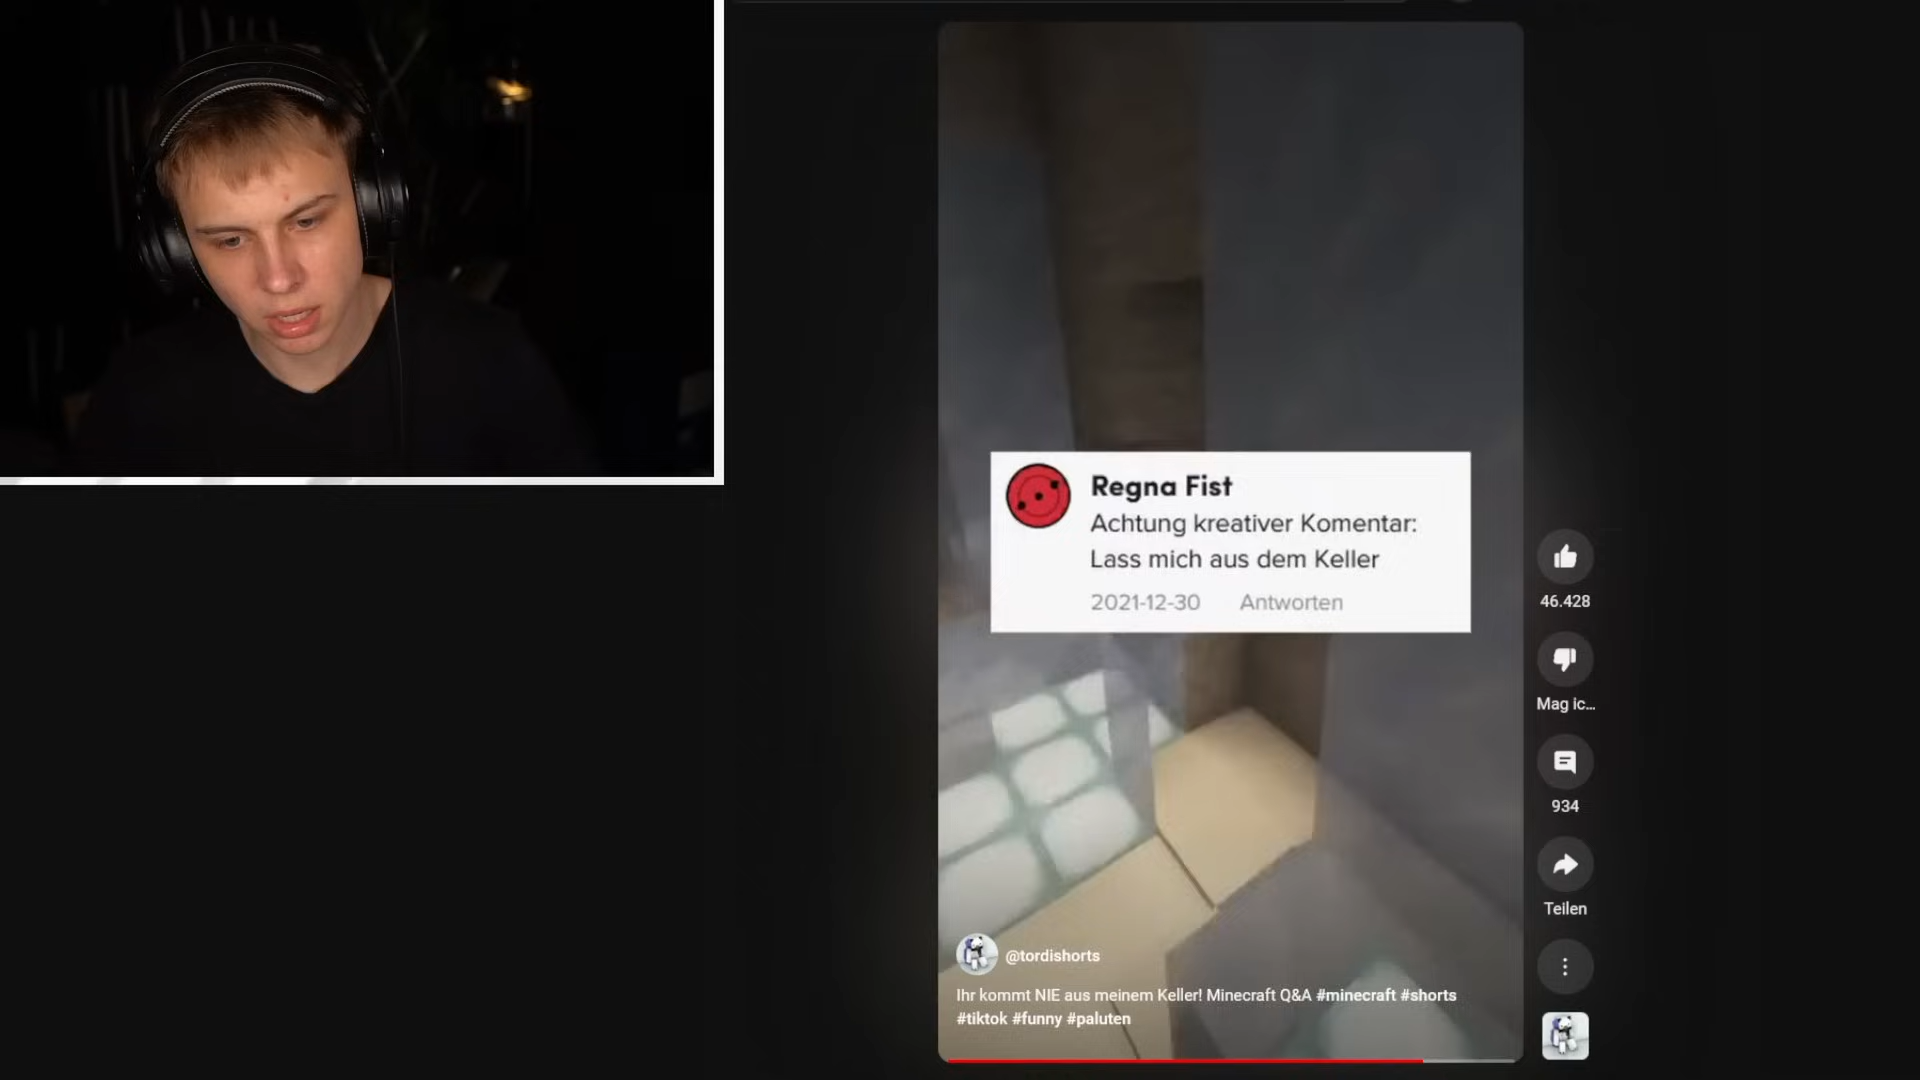 Regna Fist
Achtung kreativer Komentar:
Lass mich aus dem Keller
2021-12-30 Antworten
46.428
Mag ic...
934
Teilen
@tordishorts
Ihr kommt NIE aus meinem Keller! Minecraft Q&A #minecraft #shorts
#tiktok #funny #paluten